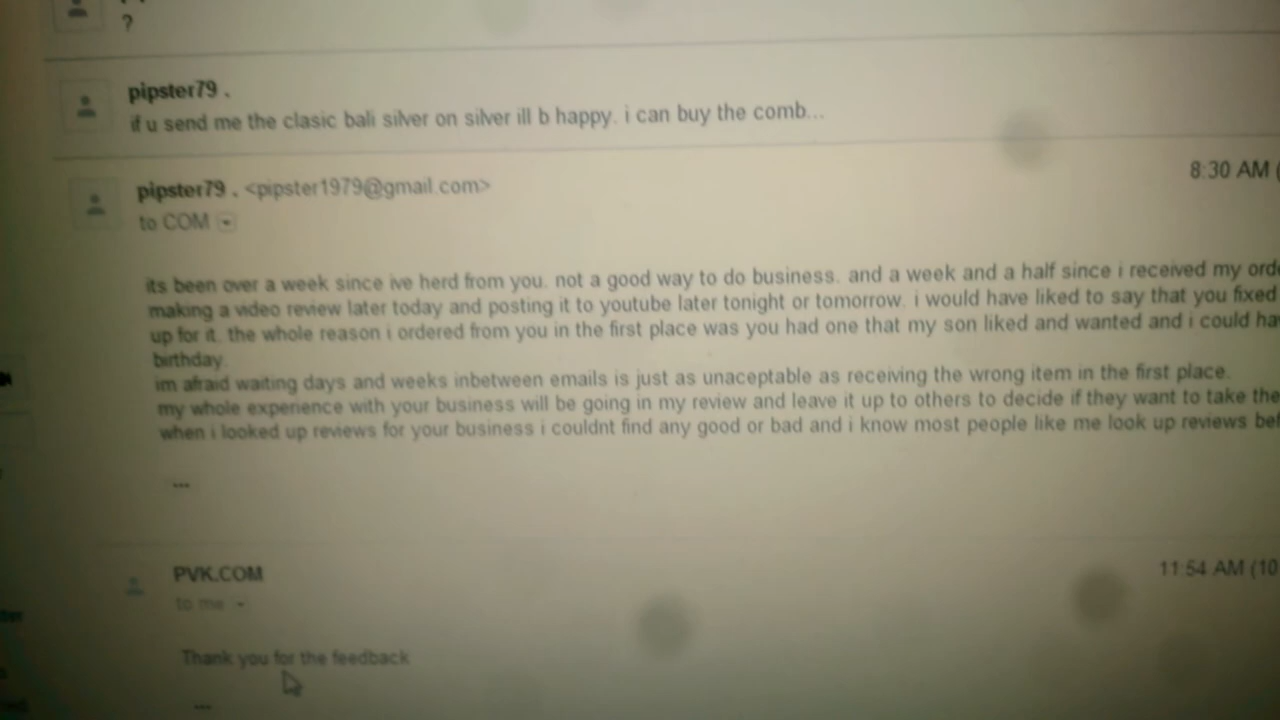 ?
pipster79 .
if u send me the clasic bali silver on silver ill b happy. i can buy the comb...
pipster79 . <pipster1979@gmail.com>
8:30 AM (
to COM
its been over a week since ive herd from you. not a good way to do business. and a week and a half since i received my orde
making a video review later today and posting it to youtube later tonight or tomorrow. i would have liked to say that you fixed
up for it. the whole reason i ordered from you in the first place was you had one that my son liked and wanted and i could ha
birthday.
im afraid waiting days and weeks inbetween emails is just as unaceptable as receiving the wrong item in the first place.
my whole experience with your business will be going in my review and leave it up to others to decide if they want to take the
when i looked up reviews for your business i couldnt find any good or bad and i know most people like me look up reviews be
...
PVK.COM
11:54 AM (10
to me
Thank you for the feedback
...